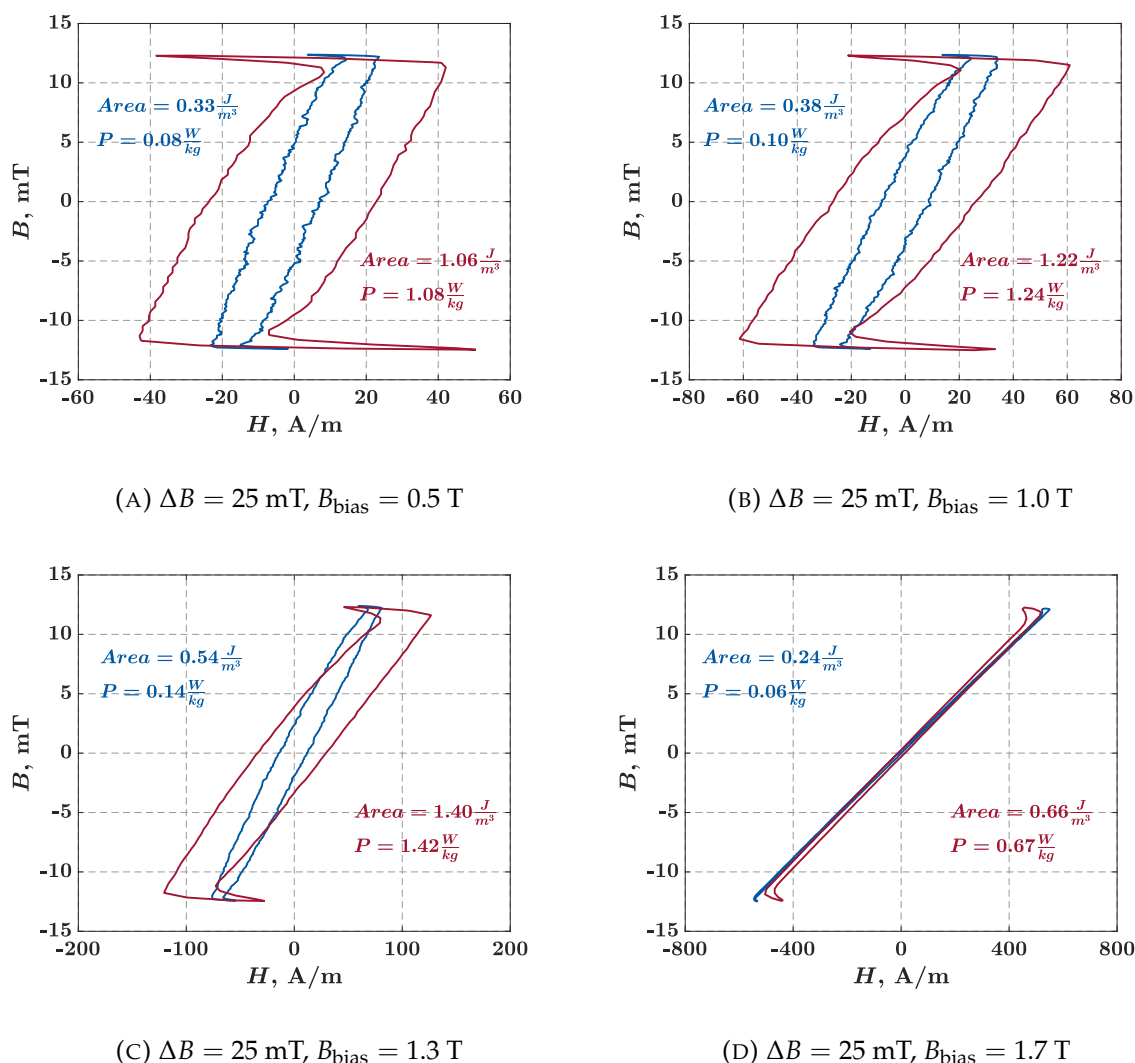 15
10
5
0
-5
-10
-15
B, mT
Area = 0.33 J/m³
P = 0.08 W/kg
Area = 1.06 J/m³
P = 1.08 W/kg
-60 -40 -20 0 20 40 60
H, A/m
(A) ΔB = 25 mT, B_bias = 0.5 T
15
10
5
0
-5
-10
-15
B, mT
Area = 0.38 J/m³
P = 0.10 W/kg
Area = 1.22 J/m³
P = 1.24 W/kg
-80 -60 -40 -20 0 20 40 60 80
H, A/m
(B) ΔB = 25 mT, B_bias = 1.0 T
15
10
5
0
-5
-10
-15
B, mT
Area = 0.54 J/m³
P = 0.14 W/kg
Area = 1.40 J/m³
P = 1.42 W/kg
-200 -100 0 100 200
H, A/m
(C) ΔB = 25 mT, B_bias = 1.3 T
15
10
5
0
-5
-10
-15
B, mT
Area = 0.24 J/m³
P = 0.06 W/kg
Area = 0.66 J/m³
P = 0.67 W/kg
-800 -400 0 400 800
H, A/m
(D) ΔB = 25 mT, B_bias = 1.7 T